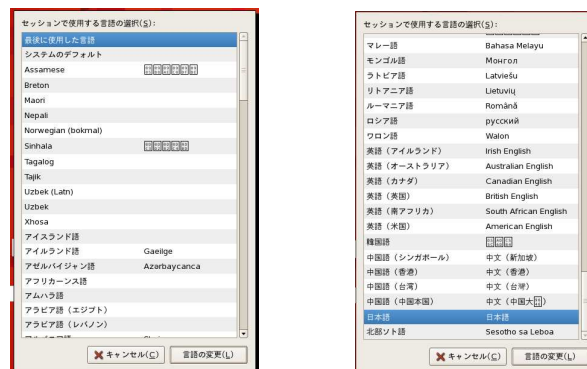 セッションで使用する言語の選択(S):
最後に使用した言語
システムのデフォルト
Assamese
Breton
Maori
Nepali
Norwegian (bokmal)
Sinhala
Tagalog
Tajik
Uzbek (Latn)
Uzbek
Xhosa
アイスランド語
アイルランド語 Gaeilge
アゼルバイジャン語 Azərbaycanca
アフリカーンス語
アムハラ語
アラビア語 (エジプト)
アラビア語 (レバノン)
キャンセル(C) 言語の変更(L)
セッションで使用する言語の選択(S):
マレー語 Bahasa Melayu
モンゴル語 Монгол
ラトビア語 Latviešu
リトアニア語 Lietuvių
ルーマニア語 Română
ロシア語 русский
ワロン語 Walon
英語 (アイルランド) Irish English
英語 (オーストラリア) Australian English
英語 (カナダ) Canadian English
英語 (英国) British English
英語 (南アフリカ) South African English
英語 (米国) American English
韓国語
中国語 (シンガポール) 中文 (新加坡)
中国語 (香港) 中文 (香港)
中国語 (台湾) 中文 (台灣)
中国語 (中国本国) 中文 (中国大)
日本語 日本語
北部ソト語 Sesotho sa Leboa
キャンセル(C) 言語の変更(L)